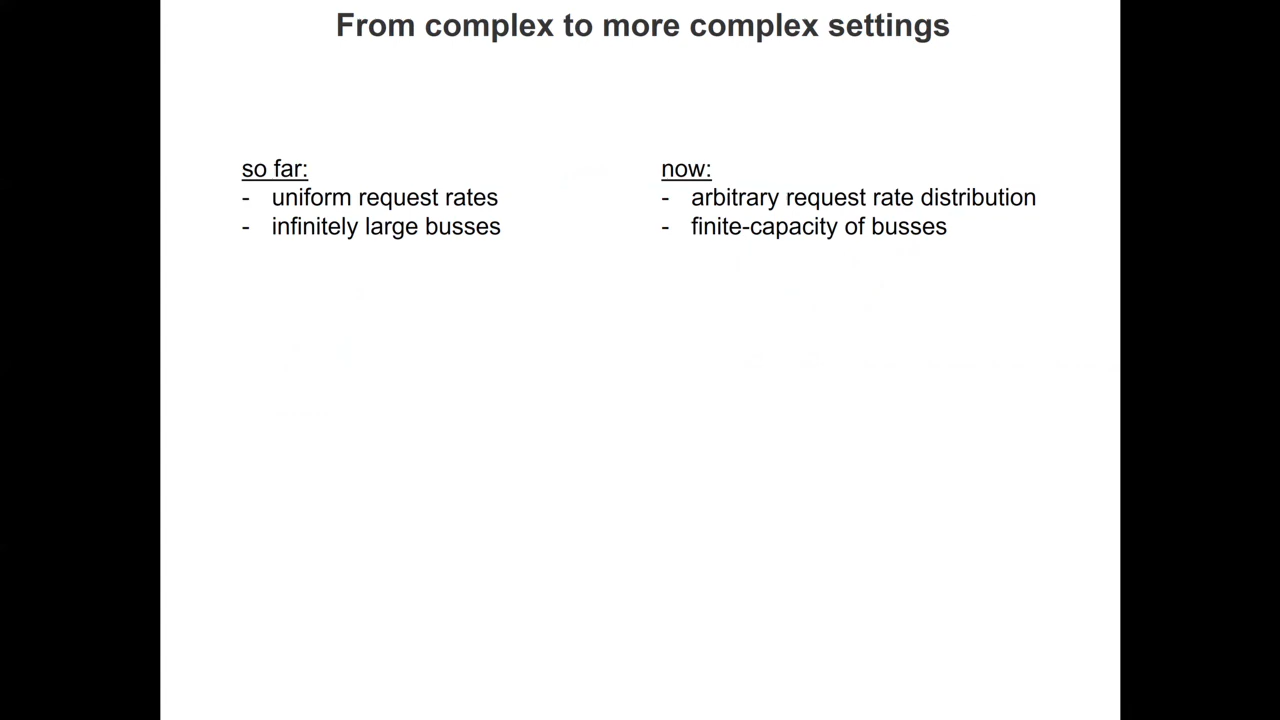 From complex to more complex settings
so far:
- uniform request rates
- infinitely large busses
now:
- arbitrary request rate distribution
- finite-capacity of busses